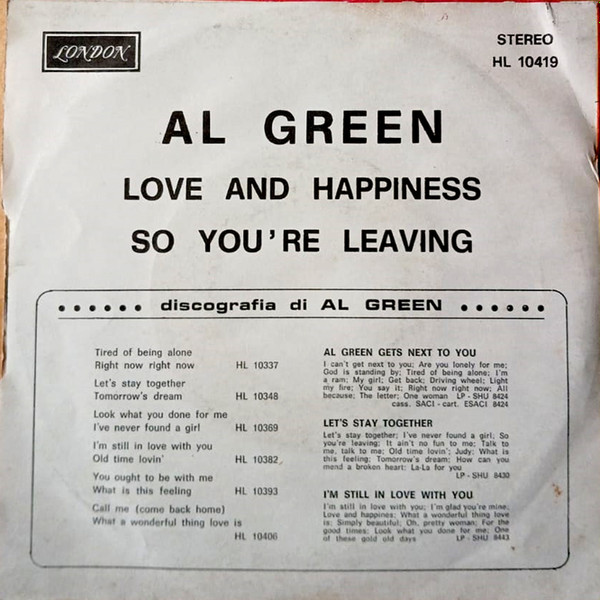 LONDON
STEREO
HL 10419
AL GREEN
LOVE AND HAPPINESS
SO YOU'RE LEAVING
discografia di AL GREEN
Tired of being alone
Right now right now HL 10337
Let's stay together
Tomorrow's dream HL 10348
Look what you done for me
I've never found a girl HL 10369
I'm still in love with you
Old time lovin' HL 10382
You ought to be with me
What is this feeling HL 10393
Call me (come back home)
What a wonderful thing love is
HL 10406
AL GREEN GETS NEXT TO YOU
I can't get next to you; Are you lonely for me;
God is standing by; Tired of being alone; I'm
a rain; My girl; Get back; Driving wheel; Light
my fire; You say it; Right now right now; All
because; The letter; One woman LP - SHU 8424
cass. SACI - cart. ESACI 8424
LET'S STAY TOGETHER
Let's stay together; I've never found a girl; So
you're leaving; It ain't no fun to me; Talk to
me, talk to me; Old time lovin'; Judy; What is
this feeling; Tomorrow's dream; How can you
mend a broken heart; La-La for you
LP - SHU 8430
I'M STILL IN LOVE WITH YOU
I'm still in love with you; I'm glad you're mine;
Love and happines; What a wonderful thing love
is; Simply beautiful; Oh, pretty woman; For the
good times; Look what you done for me; One
of these gold old days LP - SHU 8443